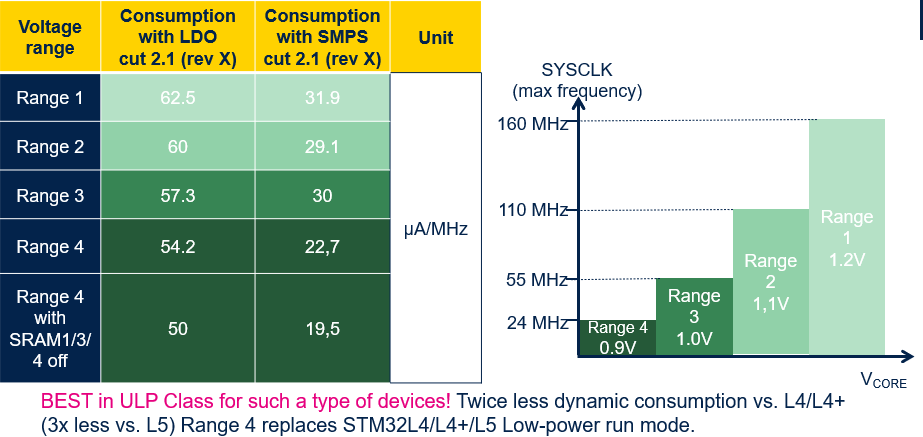 Voltage range
Consumption with LDO cut 2.1 (rev X)
Consumption with SMPS cut 2.1 (rev X)
Unit
Range 1
62.5
31.9
Range 2
60
29.1
Range 3
57.3
30
Range 4
54.2
22,7
Range 4 with SRAM1/3/4 off
50
19,5
µA/MHz
SYSCLK
(max frequency)
160 MHz
110 MHz
55 MHz
24 MHz
Range 4
0.9V
Range
3
1.0V
Range
2
1,1V
Range
1
1.2V
VCORE
BEST in ULP Class for such a type of devices! Twice less dynamic consumption vs. L4/L4+
(3x less vs. L5) Range 4 replaces STM32L4/L4+/L5 Low-power run mode.